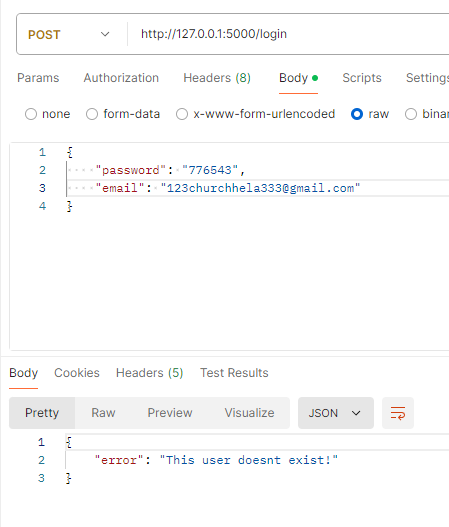 POST http://127.0.0.1:5000/login
Params Authorization Headers (8) Body Scripts Settings
none form-data x-www-form-urlencoded raw binar
1 {
2 "password": "776543",
3 "email": "123churchhela333@gmail.com"
4 }
Body Cookies Headers (5) Test Results
Pretty Raw Preview Visualize JSON
1 {
2 "error": "This user doesnt exist!"
3 }